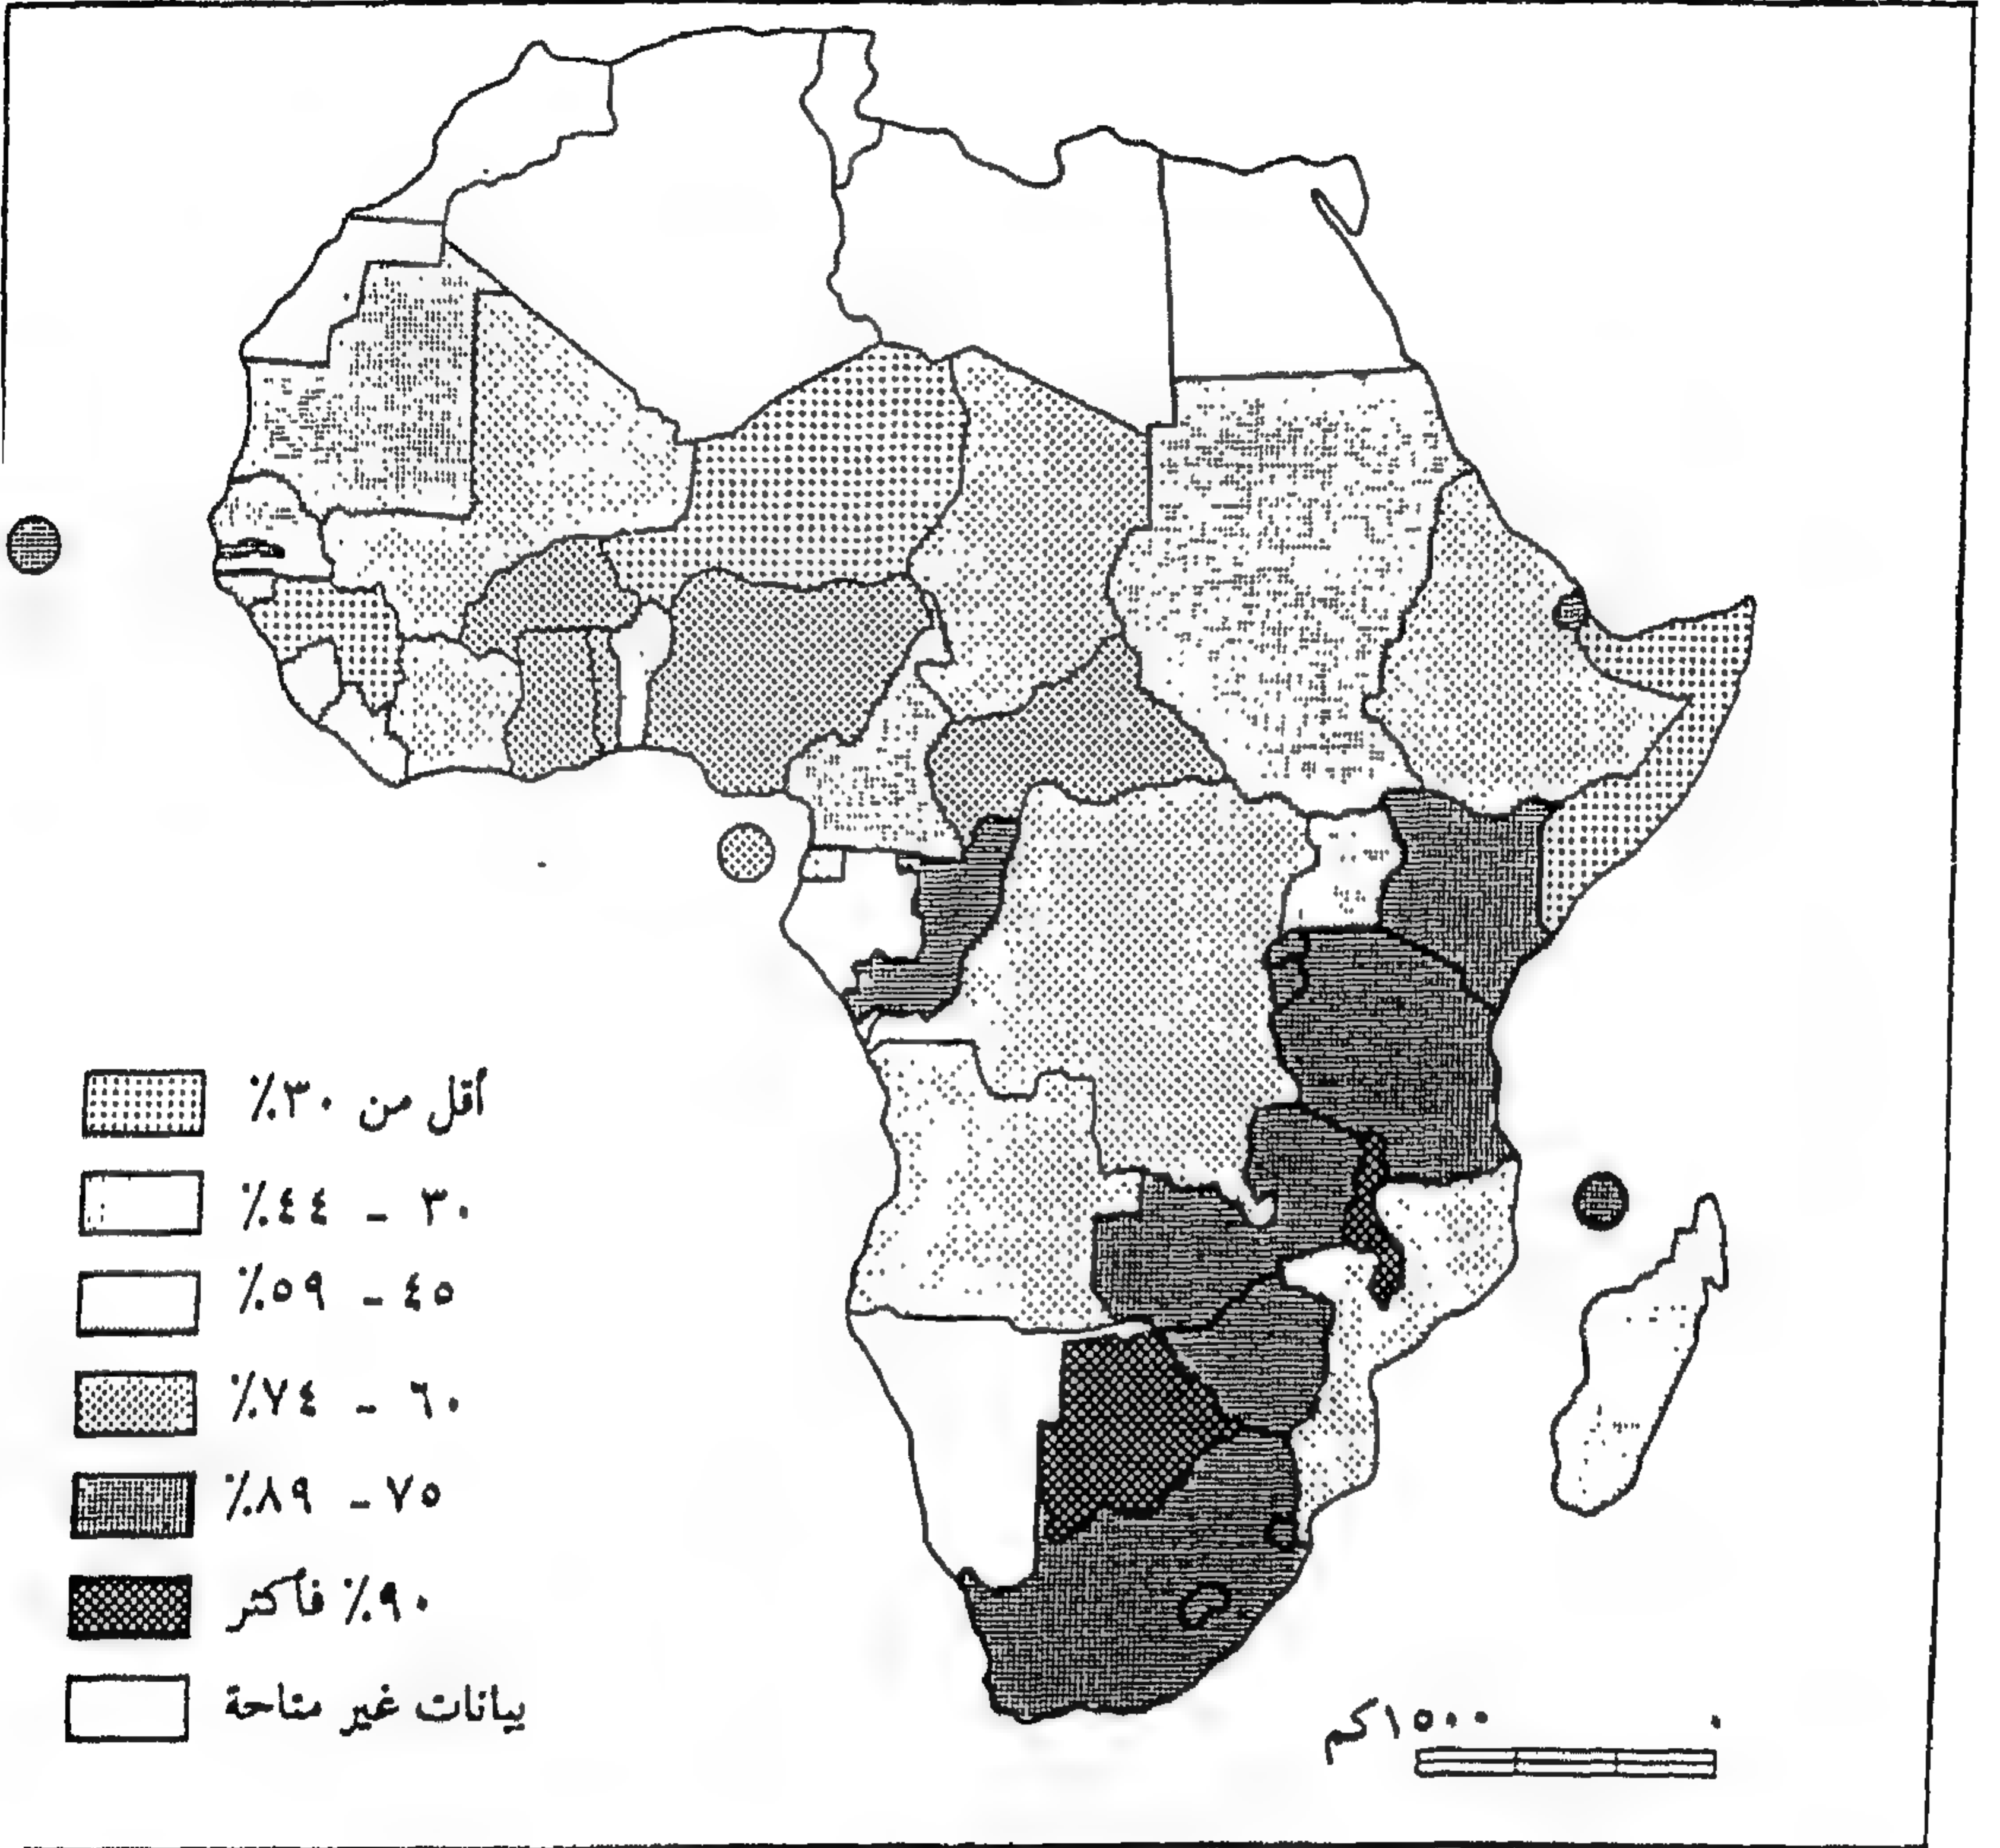 أقل من ٣٠٪
٣٠ - ٤٤٪
٤٥ - ٥٩٪
٦٠ - ٧٤٪
٧٥ - ٨٩٪
٩٠٪ فأكثر
بيانات غير متاحة
٠ ١٥٠٠كم